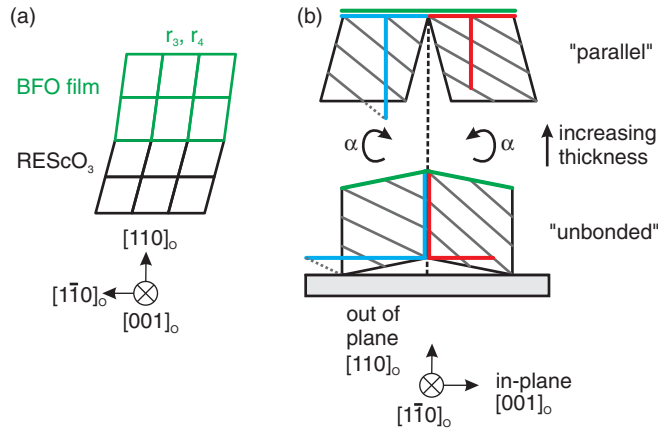 (a)
r₃, r₄
BFO film
REScO₃
[110]ₒ
[11̄0]ₒ
[001]ₒ
(b)
"parallel"
α
α
increasing
thickness
"unbonded"
out of
plane
[110]ₒ
[11̄0]ₒ
in-plane
[001]ₒ